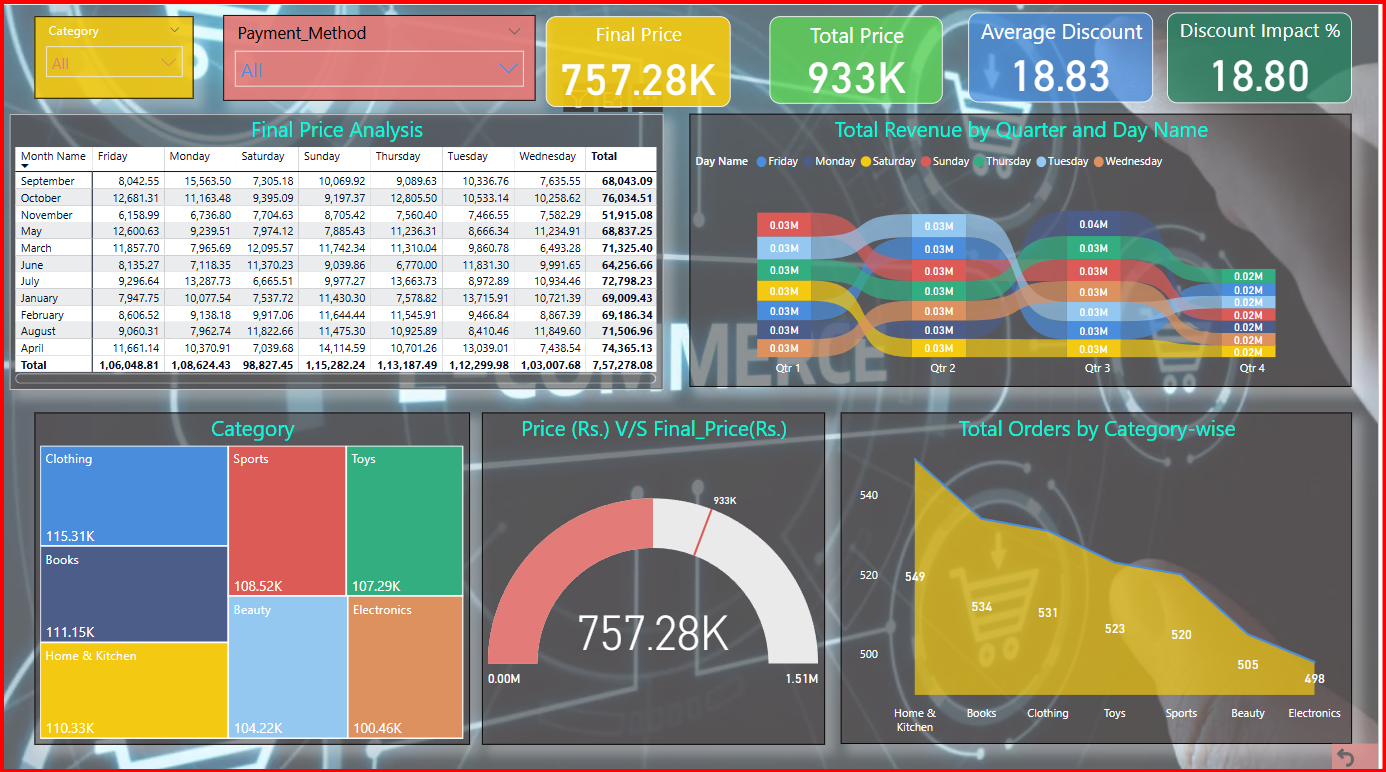 Category
All
Payment_Method
All
Final Price
757.28K
Total Price
933K
Average Discount
18.83
Discount Impact %
18.80
Final Price Analysis
Month Name Friday Monday Saturday Sunday Thursday Tuesday Wednesday Total
September 8,042.55 15,563.50 7,305.18 10,069.92 9,089.63 10,336.76 7,635.55 68,043.09
October 12,681.31 11,163.48 9,395.09 9,197.37 12,805.50 10,533.14 10,258.62 76,034.51
November 6,158.99 6,736.80 7,704.63 8,705.42 7,560.40 7,466.55 7,582.29 51,915.08
May 12,600.63 9,239.51 7,974.12 7,885.43 11,236.31 8,666.34 11,234.91 68,837.25
March 11,857.70 7,965.69 12,095.57 11,742.34 11,310.04 9,860.78 6,493.28 71,325.40
June 8,135.27 7,118.35 11,370.23 9,039.86 6,770.00 11,831.30 9,991.65 64,256.66
July 9,296.64 13,287.73 6,665.51 9,977.27 13,663.73 8,972.89 10,934.46 72,798.23
January 7,947.75 10,077.54 7,537.72 11,430.30 7,578.82 13,715.91 10,721.39 69,009.43
February 8,606.52 9,138.18 9,917.06 11,644.44 11,545.91 9,466.84 8,867.39 69,186.34
August 9,060.31 7,962.74 11,822.66 11,475.30 10,925.89 8,410.46 11,849.60 71,506.96
April 11,661.14 10,370.91 7,039.68 14,114.59 10,701.26 13,039.01 7,438.54 74,365.13
Total 1,06,048.81 1,08,624.43 98,827.45 1,15,282.24 1,13,187.49 1,12,299.98 1,03,007.68 7,57,278.08
Total Revenue by Quarter and Day Name
Day Name Friday Monday Saturday Sunday Thursday Tuesday Wednesday
0.03M 0.03M 0.04M
0.03M 0.03M 0.03M
0.03M 0.03M 0.03M 0.02M
0.03M 0.03M 0.03M 0.02M
0.03M 0.03M 0.03M 0.02M
0.03M 0.03M 0.03M 0.02M
0.03M 0.03M 0.03M 0.02M
0.02M
0.02M
Qtr 1 Qtr 2 Qtr 3 Qtr 4
Category
Clothing
115.31K
Books
111.15K
Home & Kitchen
110.33K
Sports
108.52K
Toys
107.29K
Beauty
104.22K
Electronics
100.46K
Price (Rs.) V/S Final_Price(Rs.)
933K
757.28K
0.00M 1.51M
Total Orders by Category-wise
540
520
500
549 534 531 523 520 505 498
Home & Kitchen Books Clothing Toys Sports Beauty Electronics